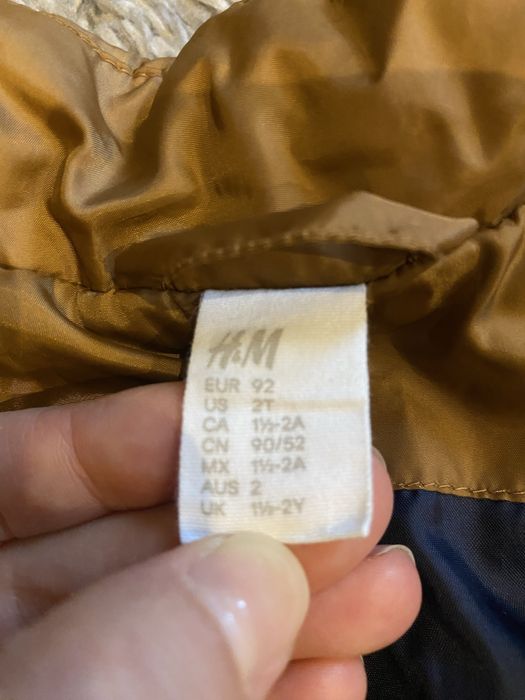 H&M
EUR 92
US 2T
CA 1½-2A
CN 90/52
MX 1½-2A
AUS 2
UK 1½-2Y